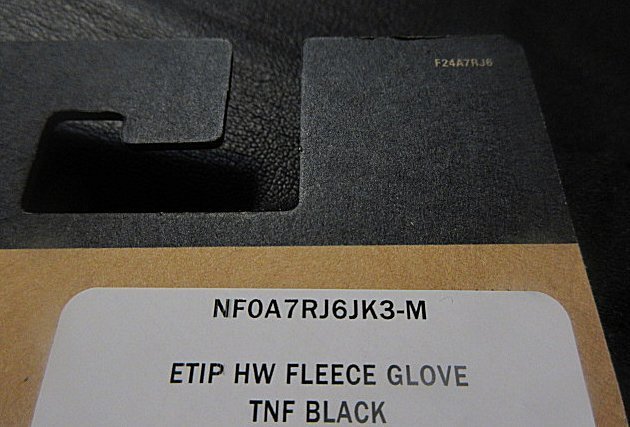 F24A7RJ6
NF0A7RJ6JK3-M
ETIP HW FLEECE GLOVE
TNF BLACK